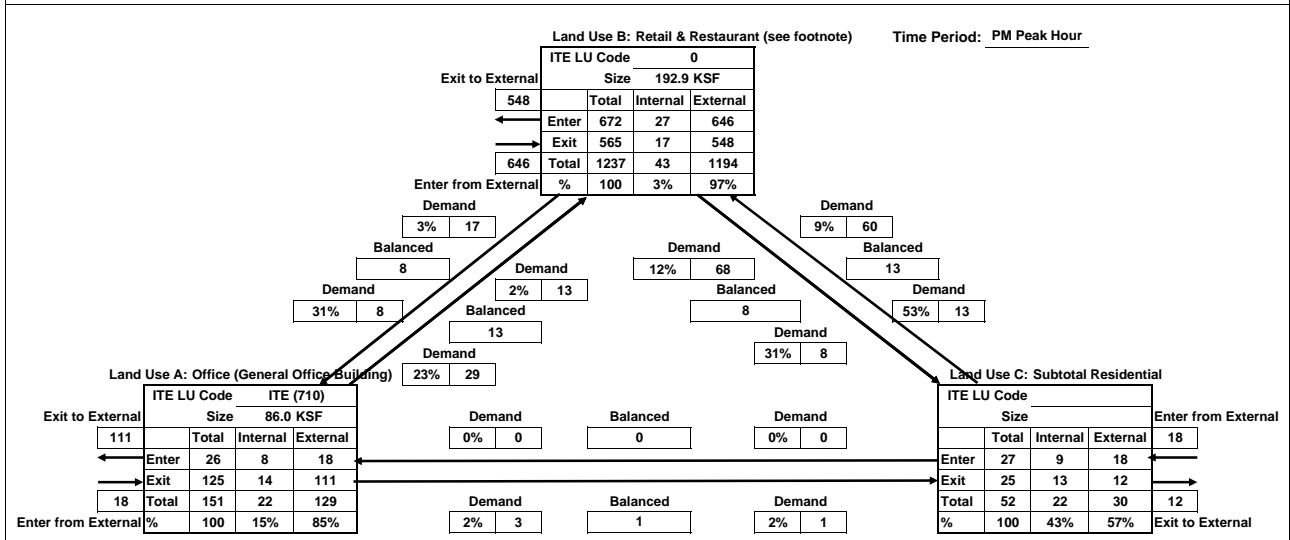 Land Use B: Retail & Restaurant (see footnote) Time Period: PM Peak Hour
ITE LU Code 0
Exit to External Size 192.9 KSF
548 Total Internal External
Enter 672 27 646
Exit 565 17 548
646 Total 1237 43 1194
Enter from External % 100 3% 97%
Demand Demand
3% 17 9% 60
Balanced Demand Balanced
8 Demand 12% 68 13
Demand 2% 13 Balanced Demand
31% 8 Balanced 8 53% 13
13 Demand
Demand 31% 8
Land Use A: Office (General Office Building) 23% 29 Land Use C: Subtotal Residential
ITE LU Code ITE (710) ITE LU Code
Exit to External Size 86.0 KSF Demand Balanced Demand Size Enter from External
111 Total Internal External 0% 0 0 0% 0 Total Internal External 18
Enter 26 8 18 Enter 27 9 18
Exit 125 14 111 Exit 25 13 12
18 Total 151 22 129 Demand Balanced Demand Total 52 22 30 12
Enter from External % 100 15% 85% 2% 3 1 2% 1 % 100 43% 57% Exit to External